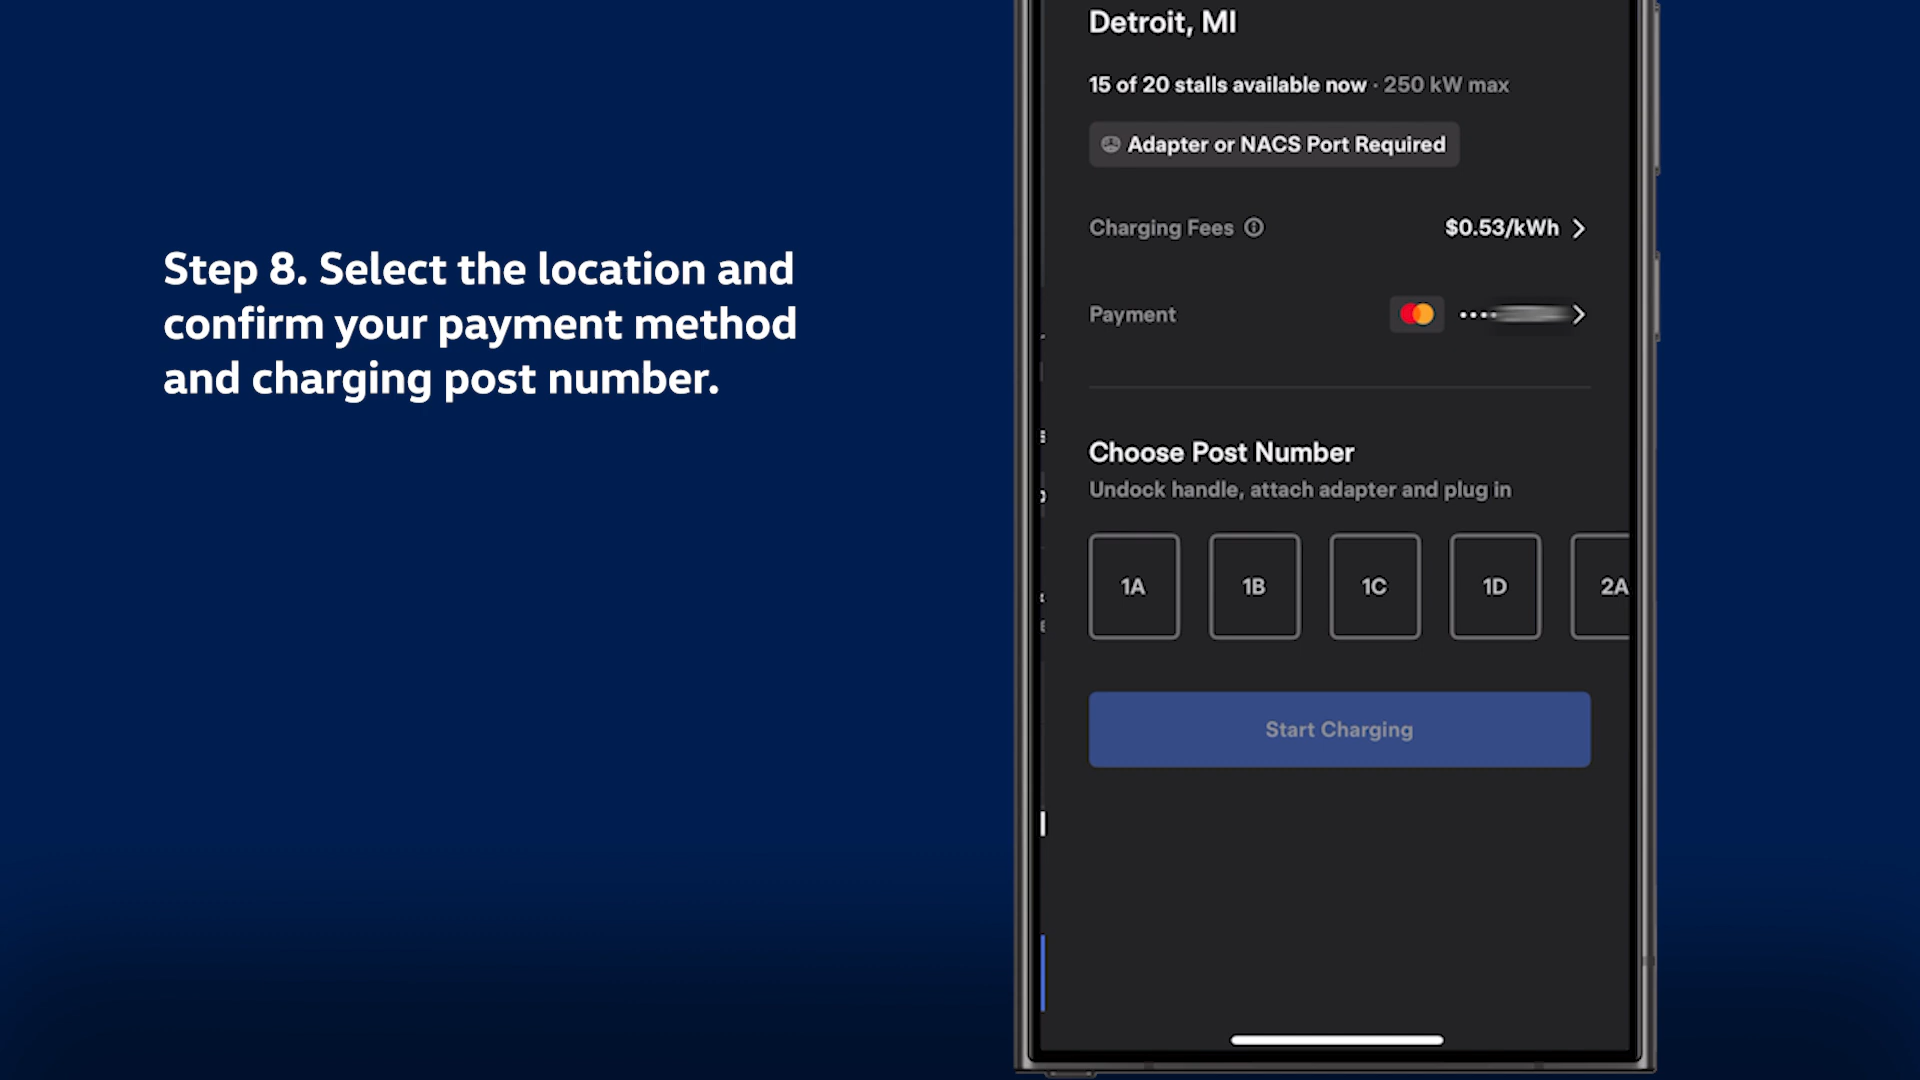 Step 8. Select the location and
confirm your payment method
and charging post number.
Detroit, MI
15 of 20 stalls available now · 250 kW max
Adapter or NACS Port Required
Charging Fees $0.53/kWh
Payment
Choose Post Number
Undock handle, attach adapter and plug in
1A 1B 1C 1D 2A
Start Charging